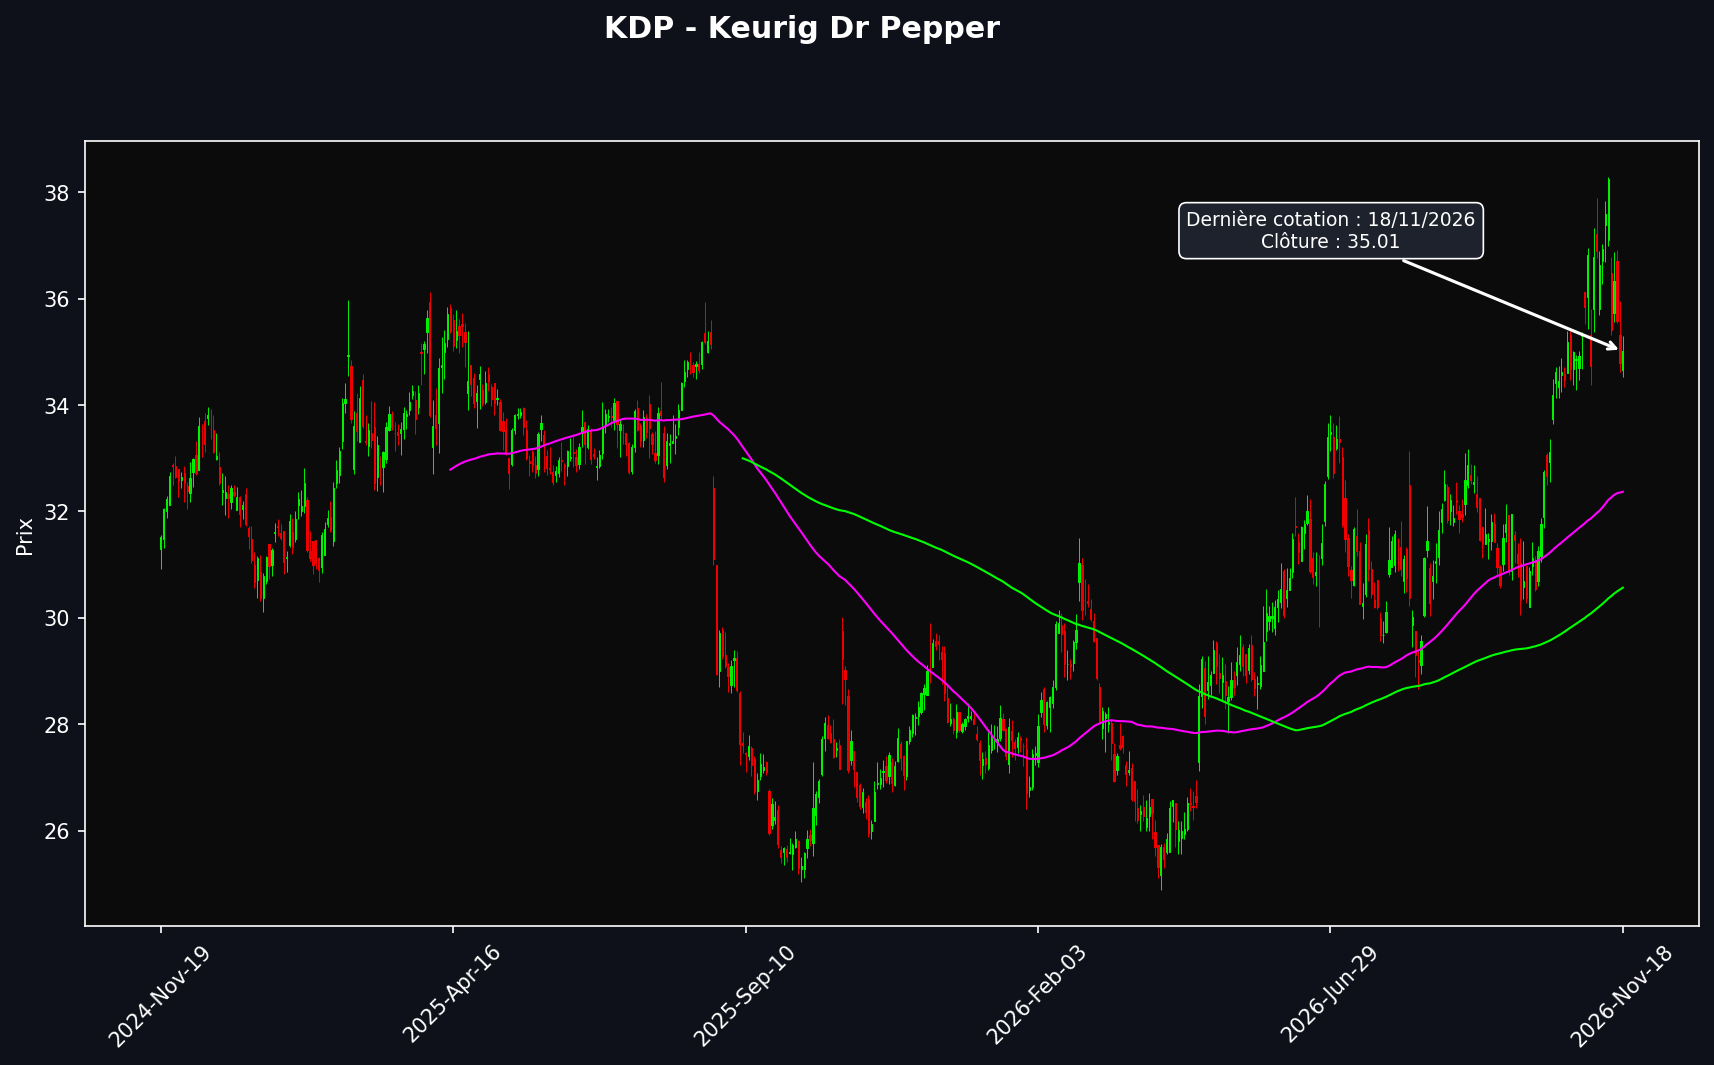 KDP - Keurig Dr Pepper
Dernière cotation : 18/11/2026
Clôture : 35.01
Prix
38
36
34
32
30
28
26
2024-Nov-19
2025-Apr-16
2025-Sep-10
2026-Feb-03
2026-Jun-29
2026-Nov-18